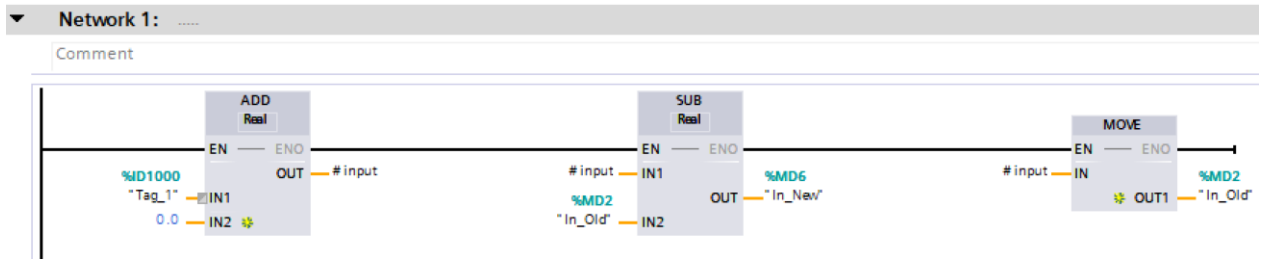 Network 1: .....
Comment
ADD
Real
EN ENO
%ID1000
"Tag_1" IN1
OUT #input
0.0 IN2
SUB
Real
EN ENO
#input IN1
%MD2
"In_Old" IN2
%MD6
OUT "In_New"
MOVE
EN ENO
#input IN
%MD2
OUT1 "In_Old"